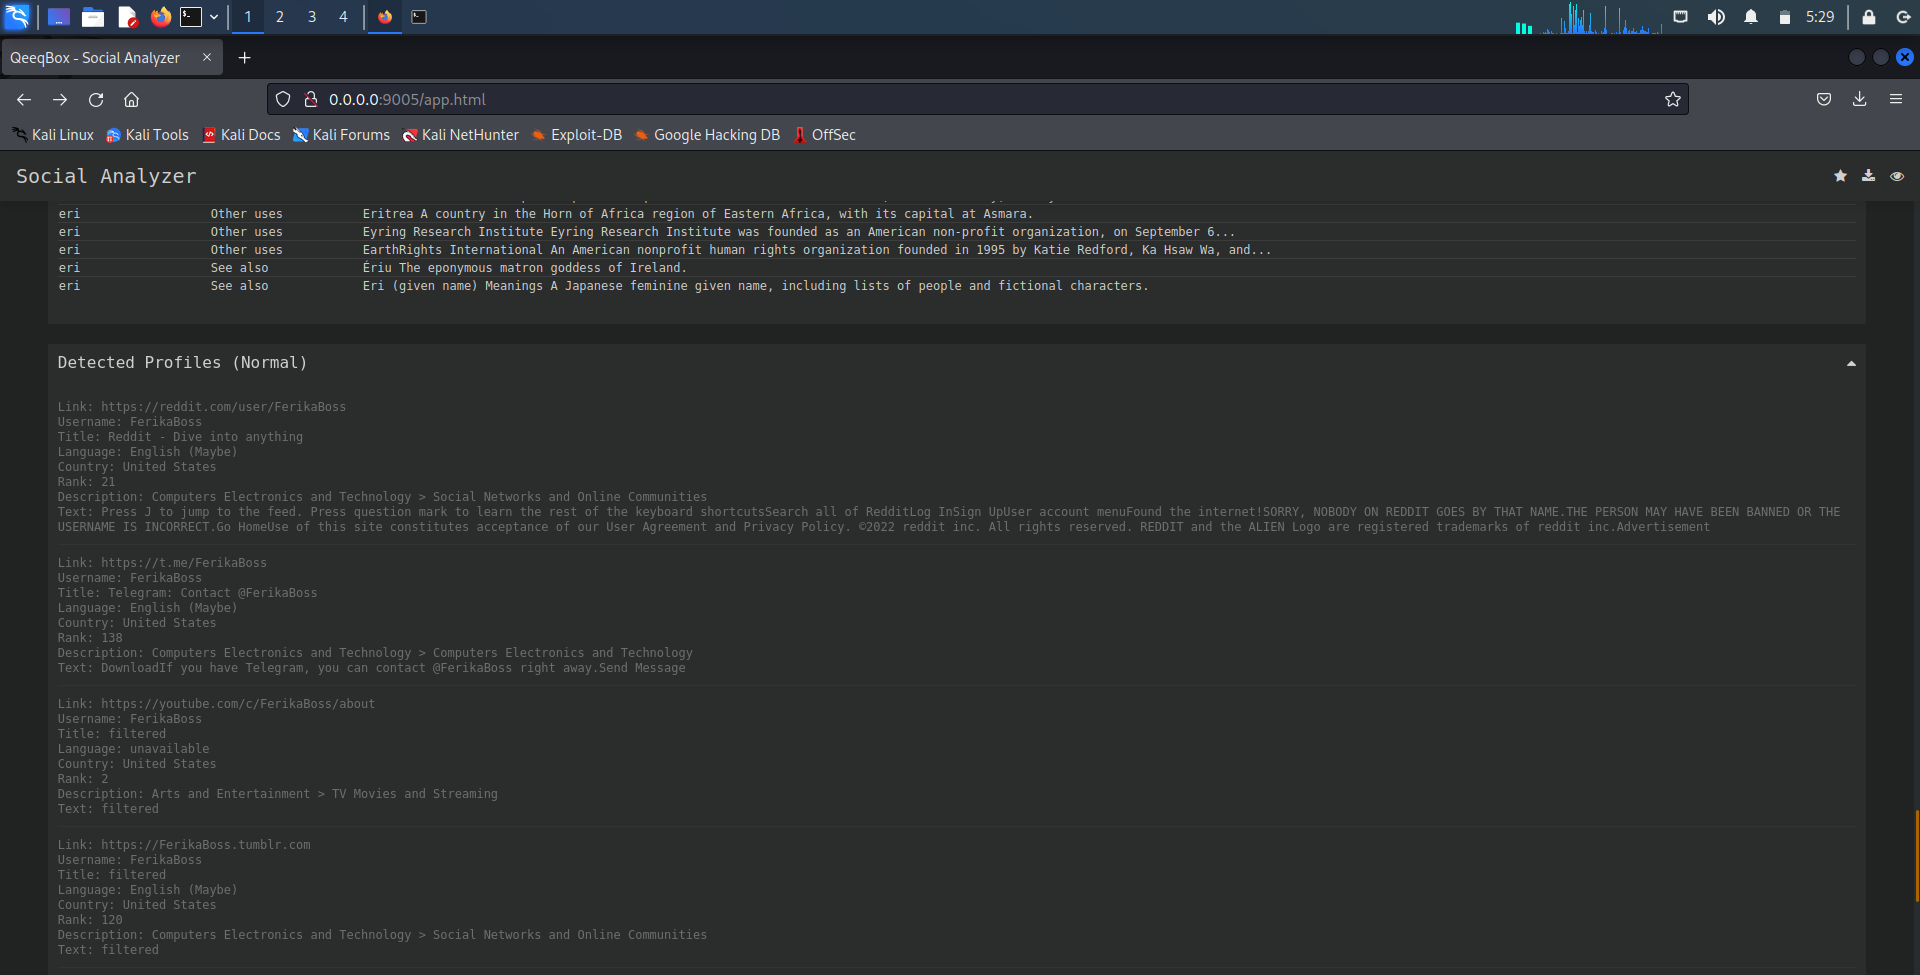 1 2 3 4 5:29
QeeqBox - Social Analyzer
0.0.0.0:9005/app.html
Kali Linux Kali Tools Kali Docs Kali Forums Kali NetHunter Exploit-DB Google Hacking DB OffSec
Social Analyzer
eri Other uses Eritrea A country in the Horn of Africa region of Eastern Africa, with its capital at Asmara.
eri Other uses Eyring Research Institute Eyring Research Institute was founded as an American non-profit organization, on September 6...
eri Other uses EarthRights International An American nonprofit human rights organization founded in 1995 by Katie Redford, Ka Hsaw Wa, and...
eri See also Ériu The eponymous matron goddess of Ireland.
eri See also Eri (given name) Meanings A Japanese feminine given name, including lists of people and fictional characters.
Detected Profiles (Normal)
Link: https://reddit.com/user/FerikaBoss
Username: FerikaBoss
Title: Reddit - Dive into anything
Language: English (Maybe)
Country: United States
Rank: 21
Description: Computers Electronics and Technology > Social Networks and Online Communities
Text: Press J to jump to the feed. Press question mark to learn the rest of the keyboard shortcutsSearch all of RedditLog InSign UpUser account menuFound the internet!SORRY, NOBODY ON REDDIT GOES BY THAT NAME.THE PERSON MAY HAVE BEEN BANNED OR THE
USERNAME IS INCORRECT.Go HomeUse of this site constitutes acceptance of our User Agreement and Privacy Policy. ©2022 reddit inc. All rights reserved. REDDIT and the ALIEN Logo are registered trademarks of reddit inc.Advertisement
Link: https://t.me/FerikaBoss
Username: FerikaBoss
Title: Telegram: Contact @FerikaBoss
Language: English (Maybe)
Country: United States
Rank: 138
Description: Computers Electronics and Technology > Computers Electronics and Technology
Text: DownloadIf you have Telegram, you can contact @FerikaBoss right away.Send Message
Link: https://youtube.com/c/FerikaBoss/about
Username: FerikaBoss
Title: filtered
Language: unavailable
Country: United States
Rank: 2
Description: Arts and Entertainment > TV Movies and Streaming
Text: filtered
Link: https://FerikaBoss.tumblr.com
Username: FerikaBoss
Title: filtered
Language: English (Maybe)
Country: United States
Rank: 120
Description: Computers Electronics and Technology > Social Networks and Online Communities
Text: filtered